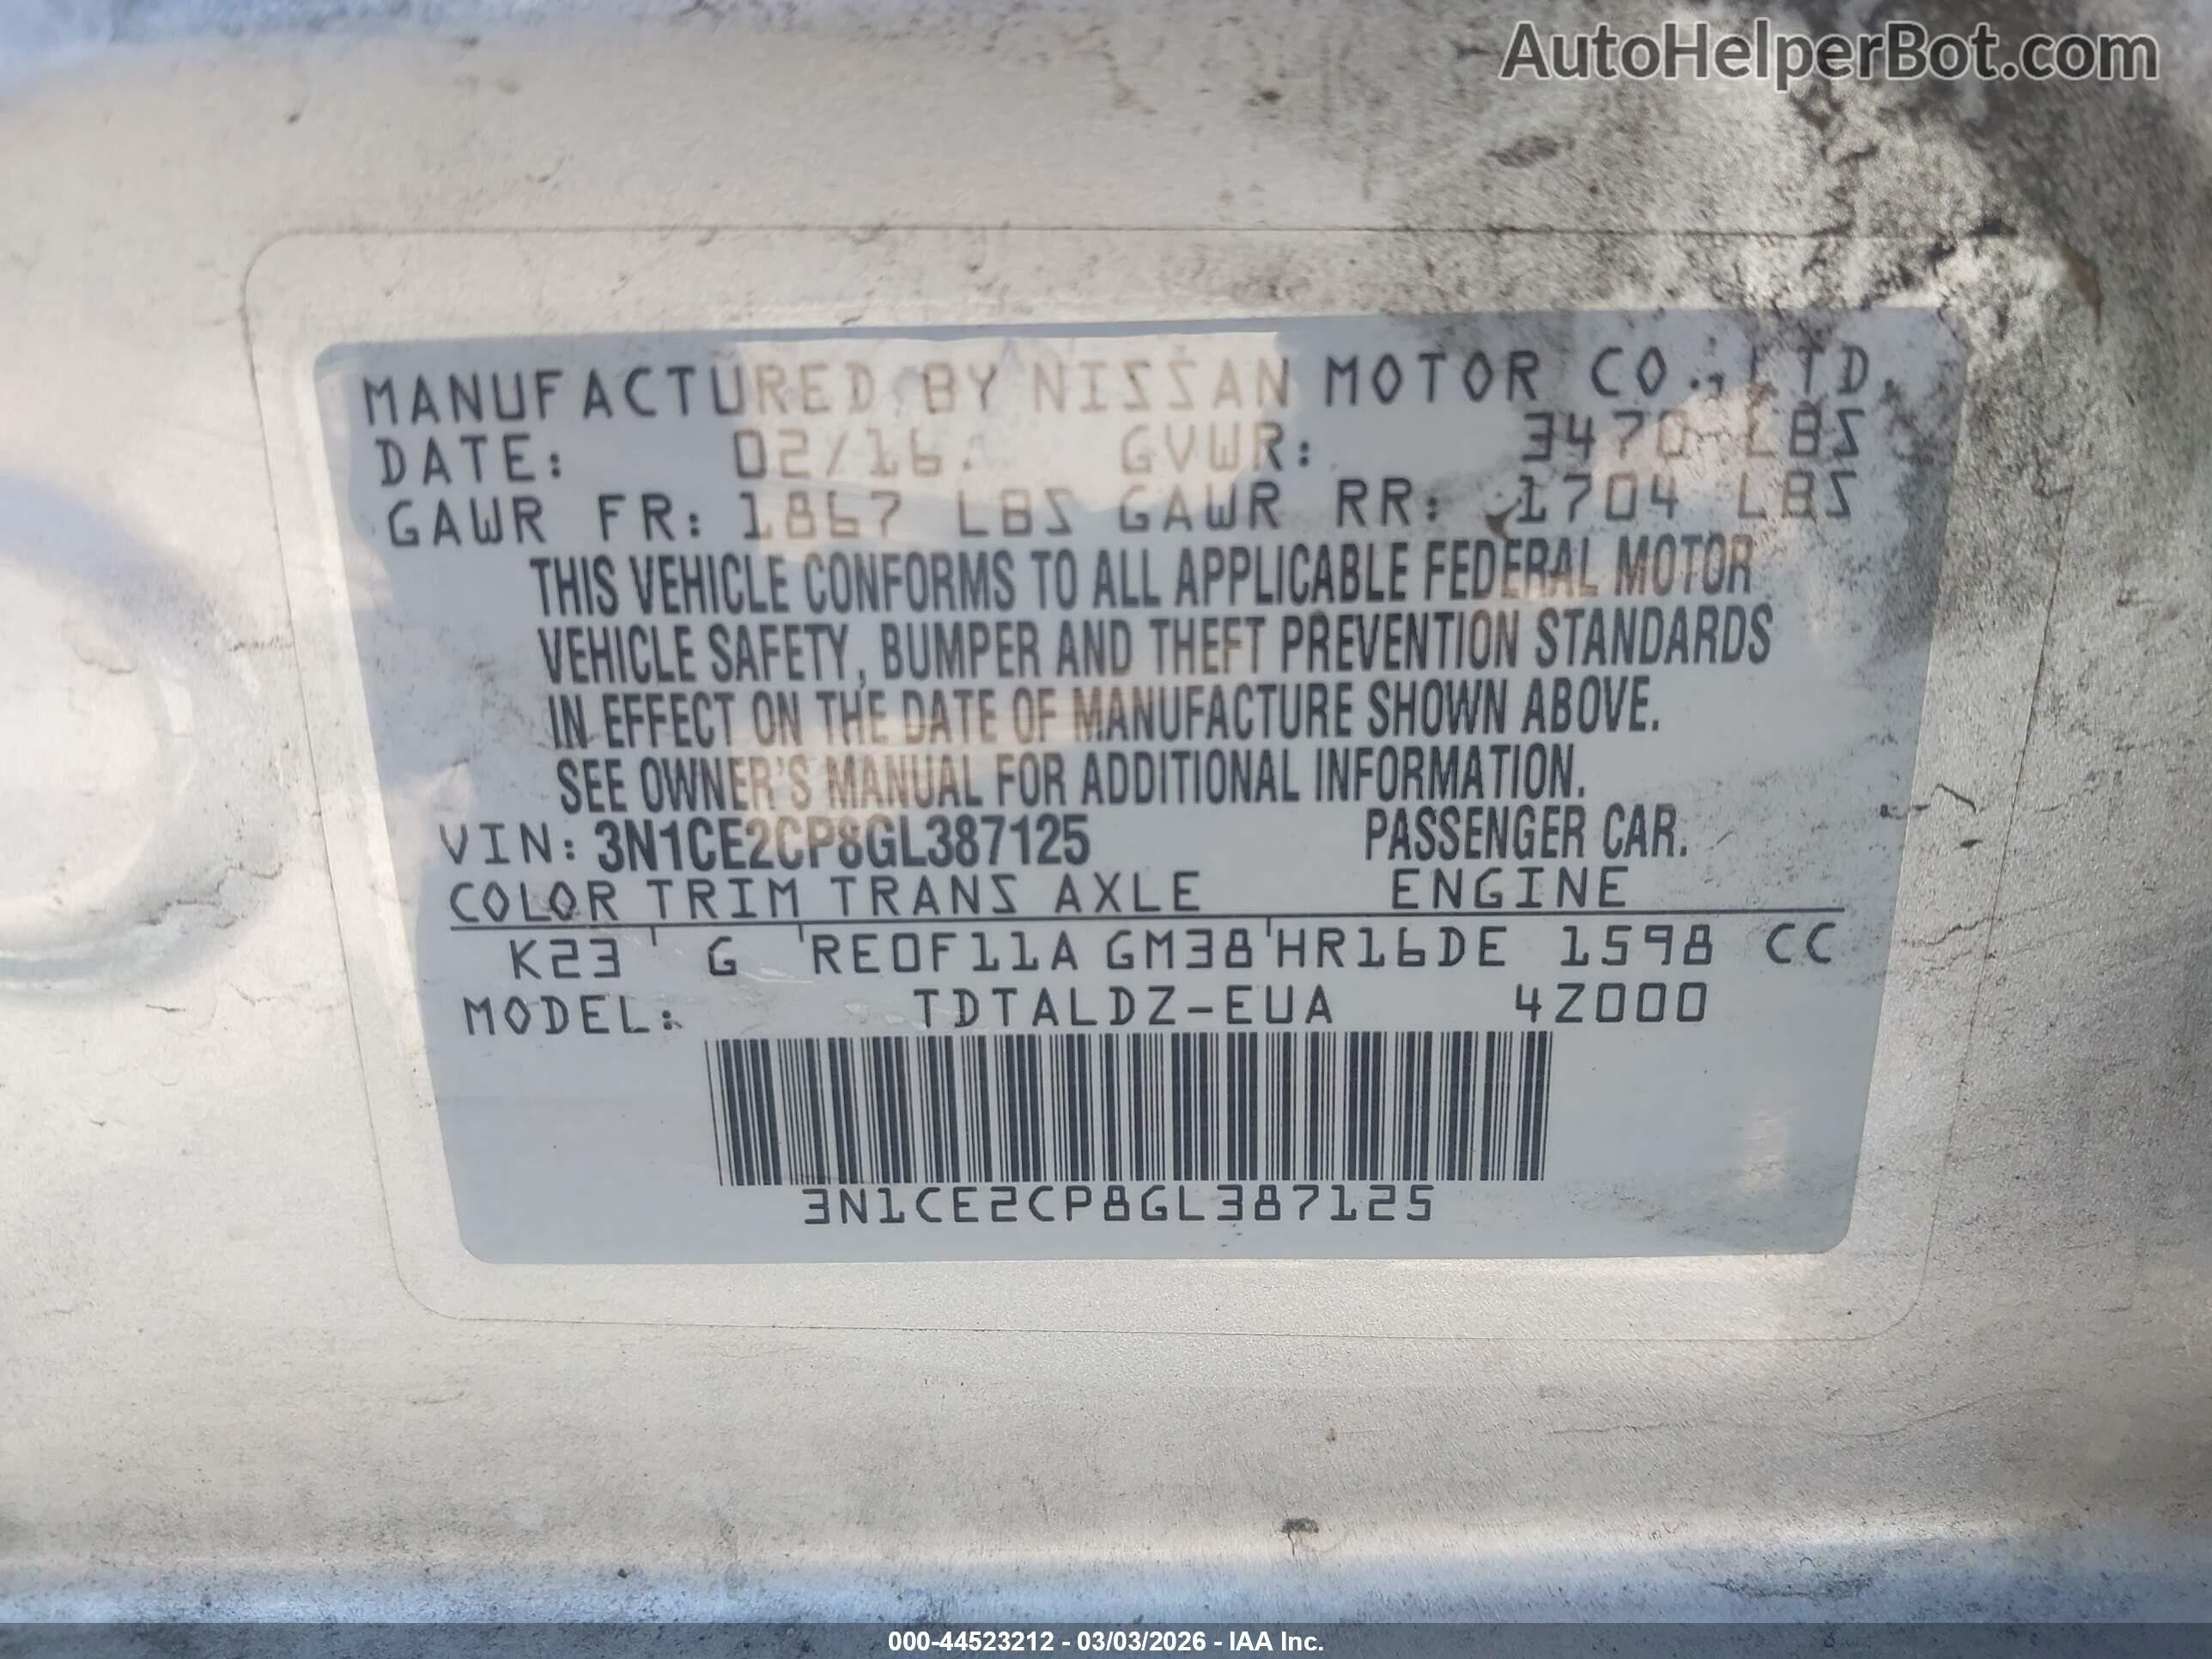 AutoHelperBot.com
MANUFACTURED BY NISSAN MOTOR CO., LTD.
DATE: 02/16. GVWR: 3470 LBS
GAWR FR: 1867 LBS GAWR RR: 1704 LBS
THIS VEHICLE CONFORMS TO ALL APPLICABLE FEDERAL MOTOR
VEHICLE SAFETY, BUMPER AND THEFT PREVENTION STANDARDS
IN EFFECT ON THE DATE OF MANUFACTURE SHOWN ABOVE.
SEE OWNER'S MANUAL FOR ADDITIONAL INFORMATION.
VIN: 3N1CE2CP8GL387125 PASSENGER CAR.
COLOR TRIM TRANS AXLE ENGINE
K23 G RE0F11A GM38 HR16DE 1598 CC
MODEL: TDTALDZ-EUA 4Z000
3N1CE2CP8GL387125
000-44523212 - 03/03/2026 - IAA Inc.